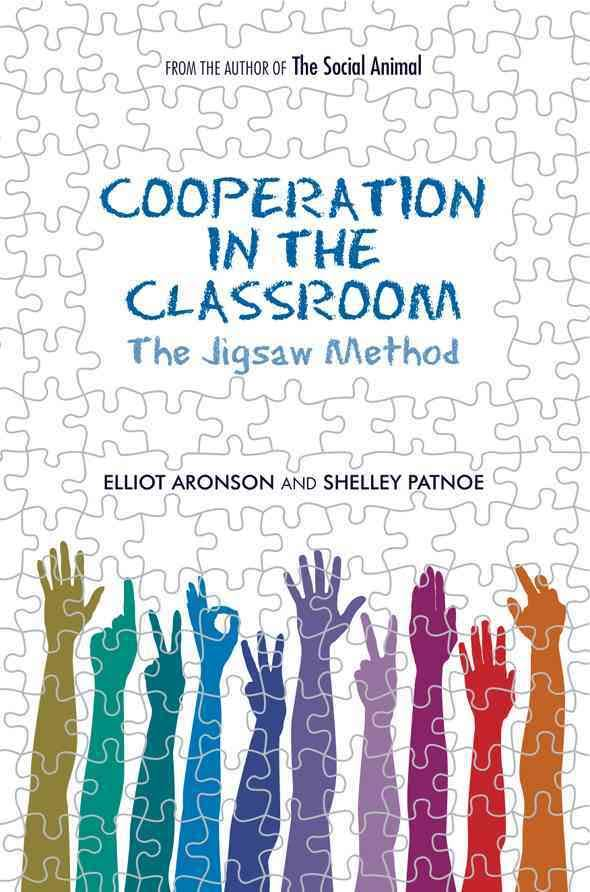 FROM THE AUTHOR OF The Social Animal
COOPERATION
IN THE
CLASSROOM
The Jigsaw Method
ELLIOT ARONSON AND SHELLEY PATNOE